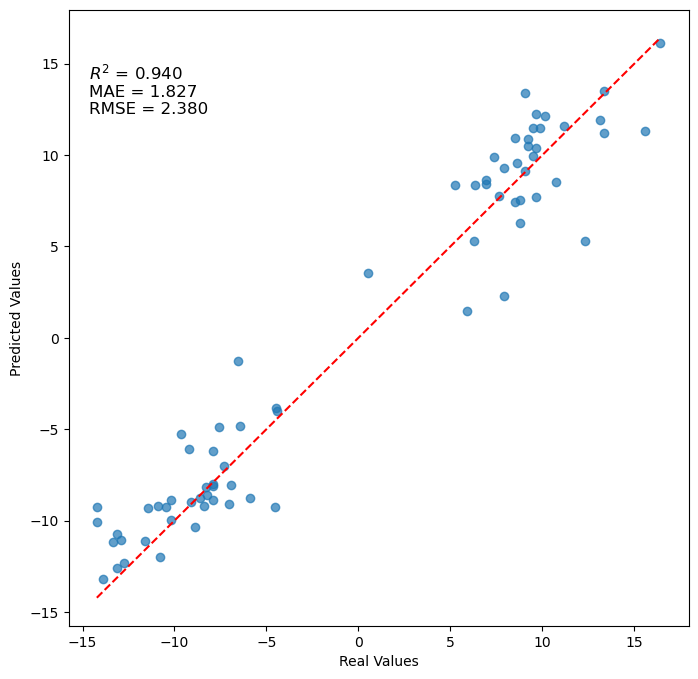 R² = 0.940
MAE = 1.827
RMSE = 2.380
15
10
5
0
−5
−10
−15
Predicted Values
−15 −10 −5 0 5 10 15
Real Values